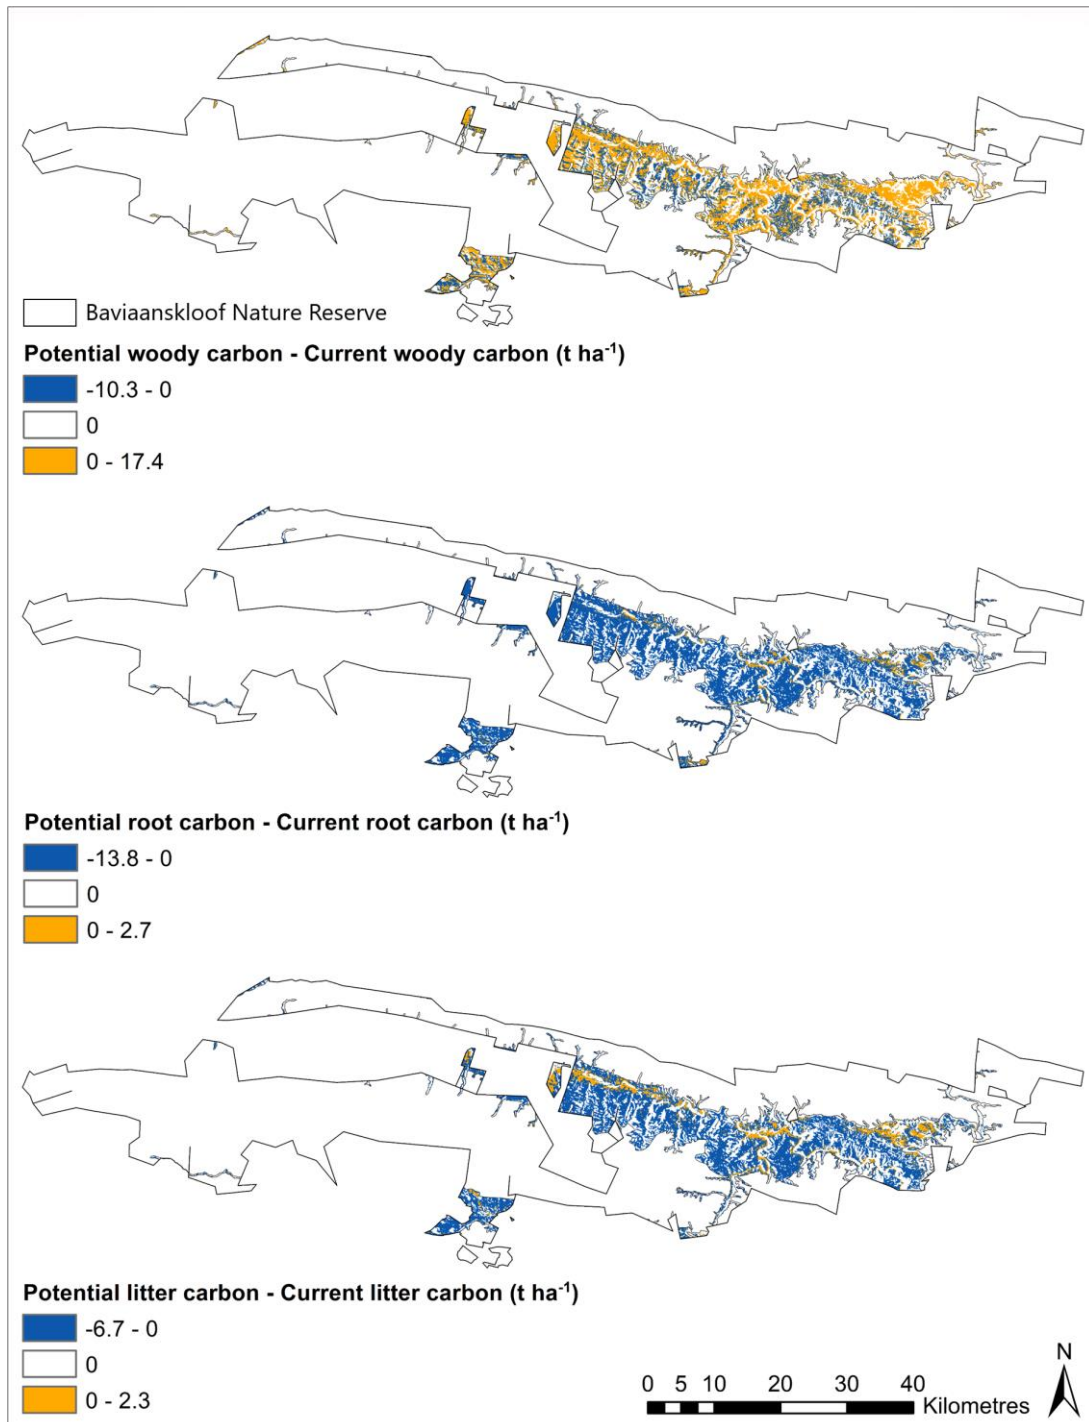 Baviaanskloof Nature Reserve
Potential woody carbon - Current woody carbon (t ha⁻¹)
-10.3 - 0
0
0 - 17.4
Potential root carbon - Current root carbon (t ha⁻¹)
-13.8 - 0
0
0 - 2.7
Potential litter carbon - Current litter carbon (t ha⁻¹)
-6.7 - 0
0
0 - 2.3
0 5 10 20 30 40
Kilometres
N